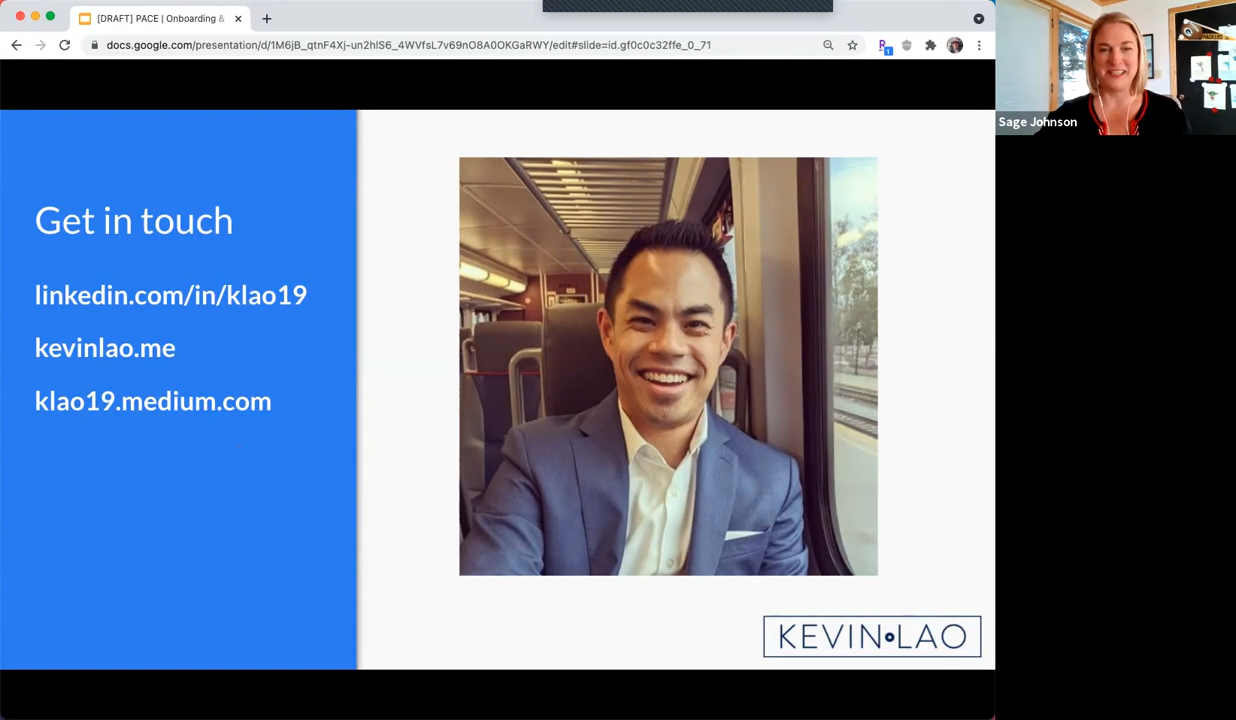 [DRAFT] PACE | Onboarding &
docs.google.com/presentation/d/1M6jB_qtnF4Xj-un2hlS6_4WVfsL7v69nO8A0OKGaRWY/edit#slide=id.gf0c0c32ffe_0_71
1
Sage Johnson
Get in touch
linkedin.com/in/klao19
kevinlao.me
klao19.medium.com
KEVIN LAO